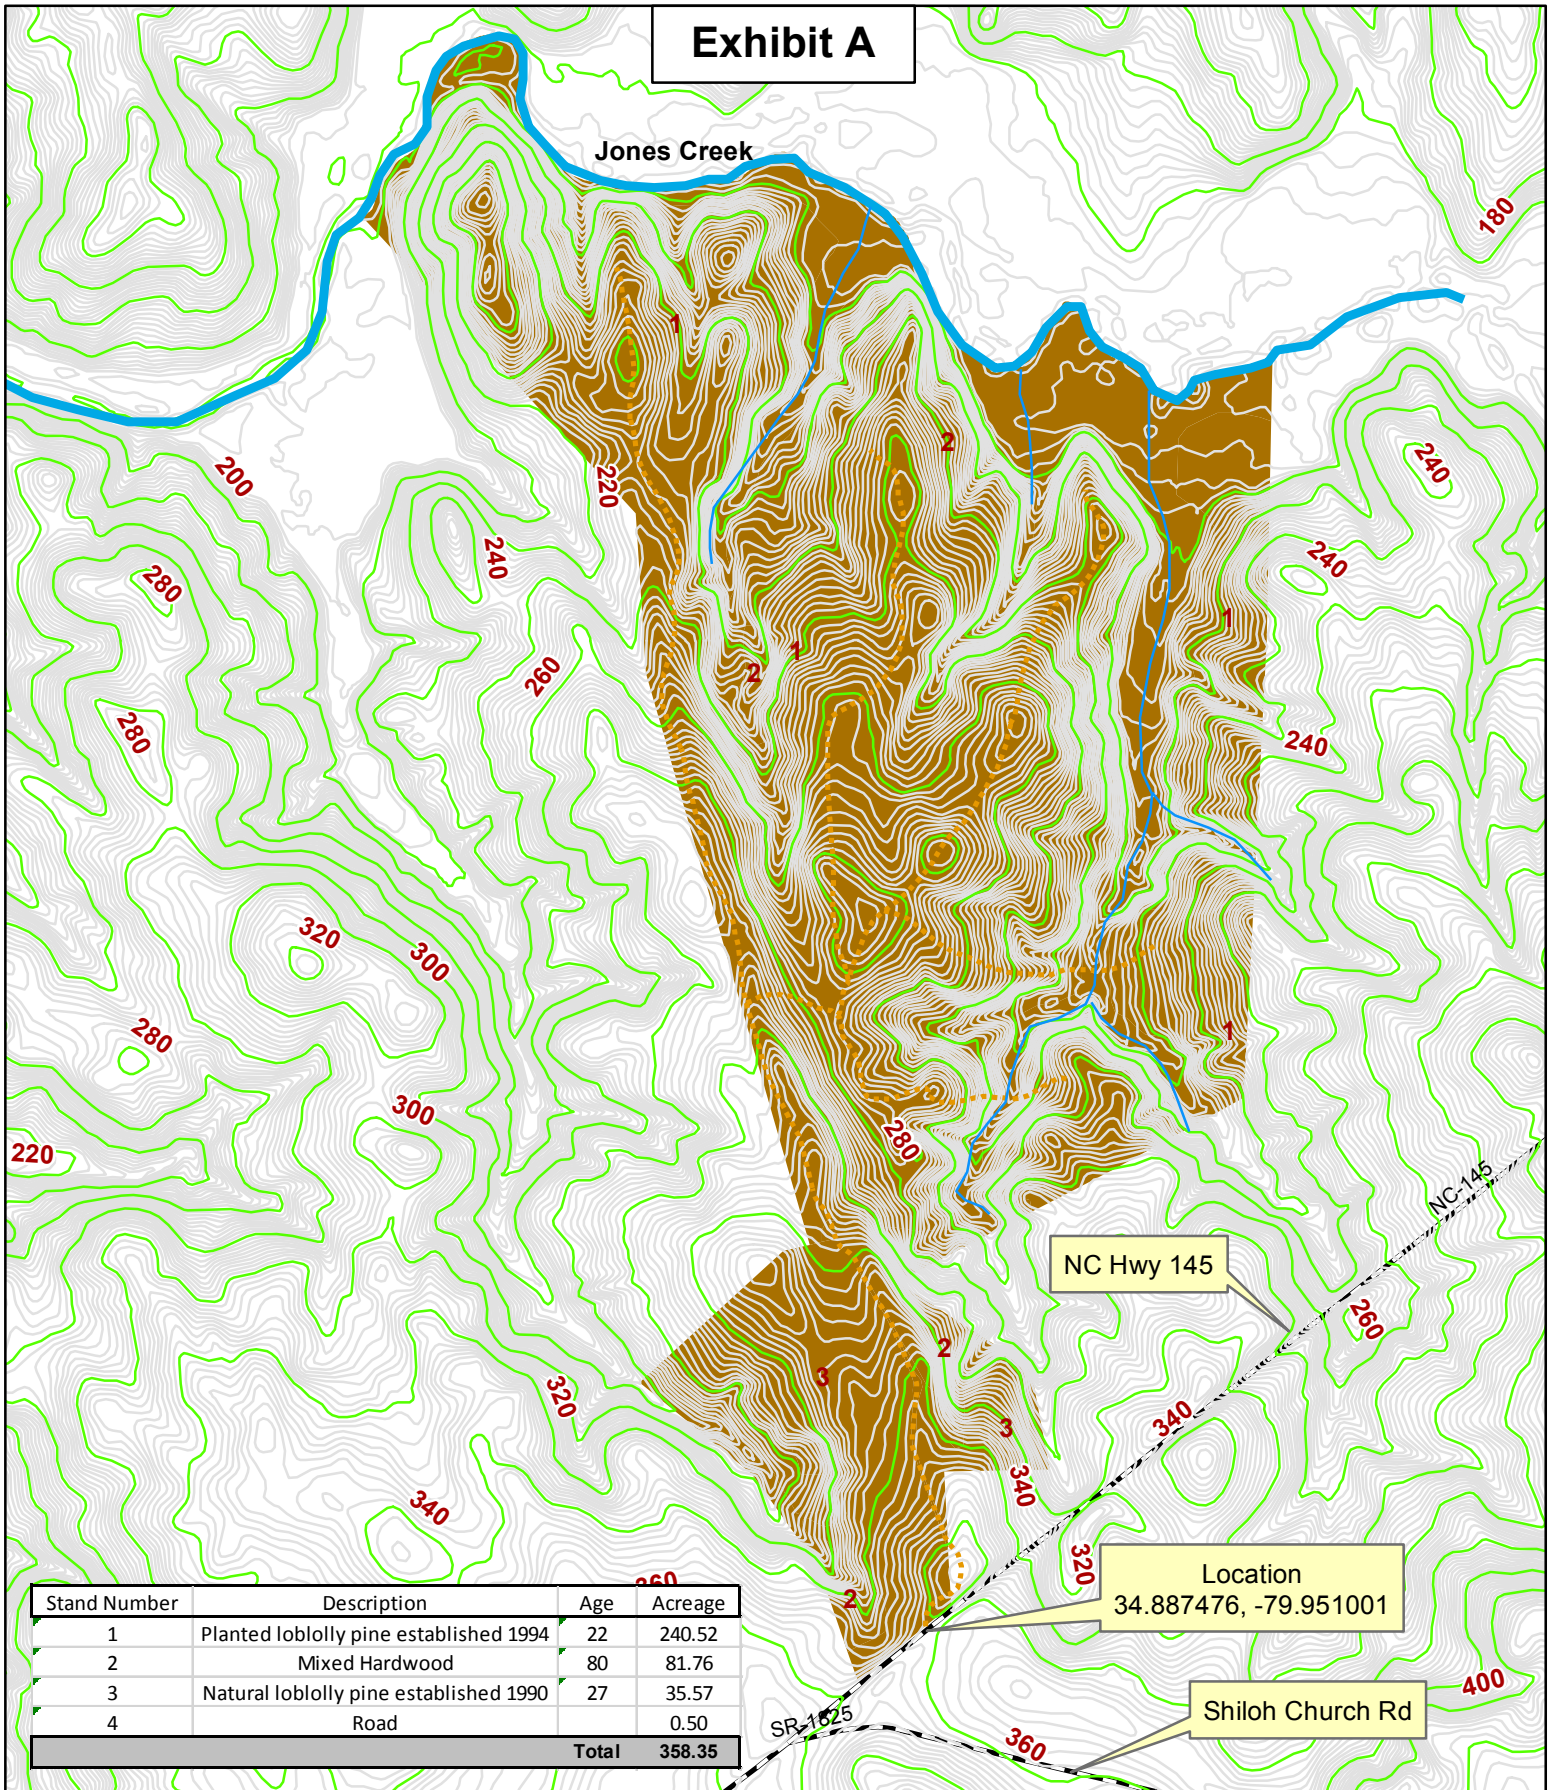 Exhibit A
Jones Creek
180
1
200
220
2
240
240
240
280
1
1
2
260
280
240
320
300
280
1
300
280
220
NC-145
NC Hwy 145
260
2
3
320
340
3
340
340
320
Location
34.887476, -79.951001
2
360
Stand Number Description Age Acreage
1 Planted loblolly pine established 1994 22 240.52
2 Mixed Hardwood 80 81.76
3 Natural loblolly pine established 1990 27 35.57
4 Road 0.50
Total 358.35
400
Shiloh Church Rd
SR-1825
360